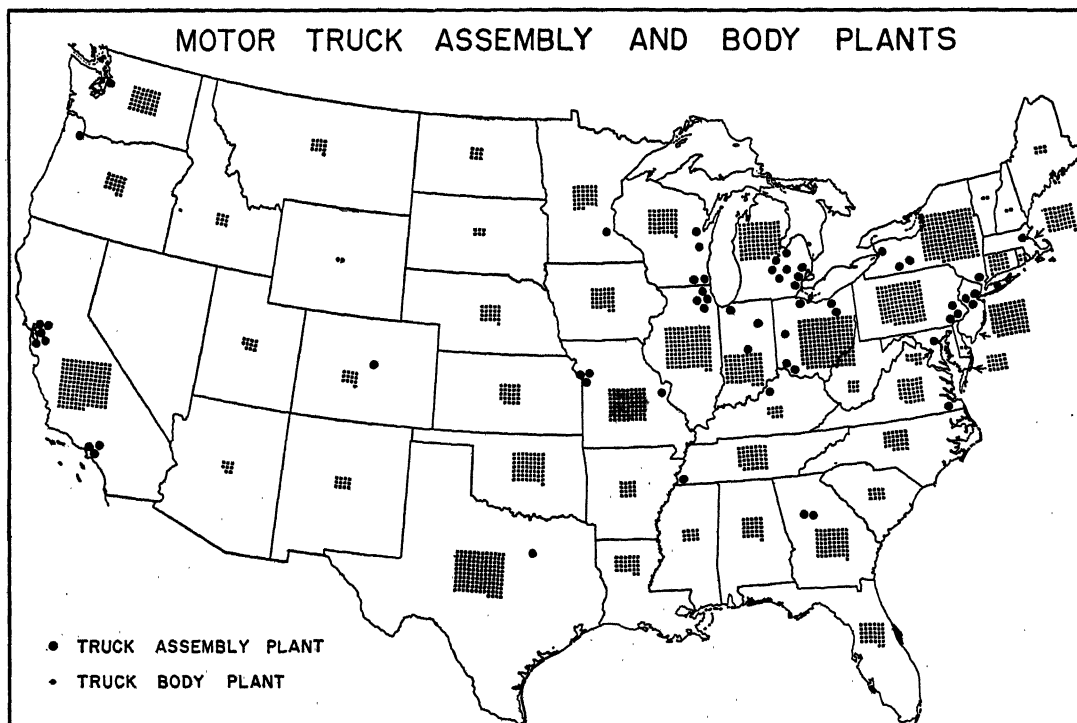 MOTOR TRUCK ASSEMBLY AND BODY PLANTS
TRUCK ASSEMBLY PLANT
TRUCK BODY PLANT